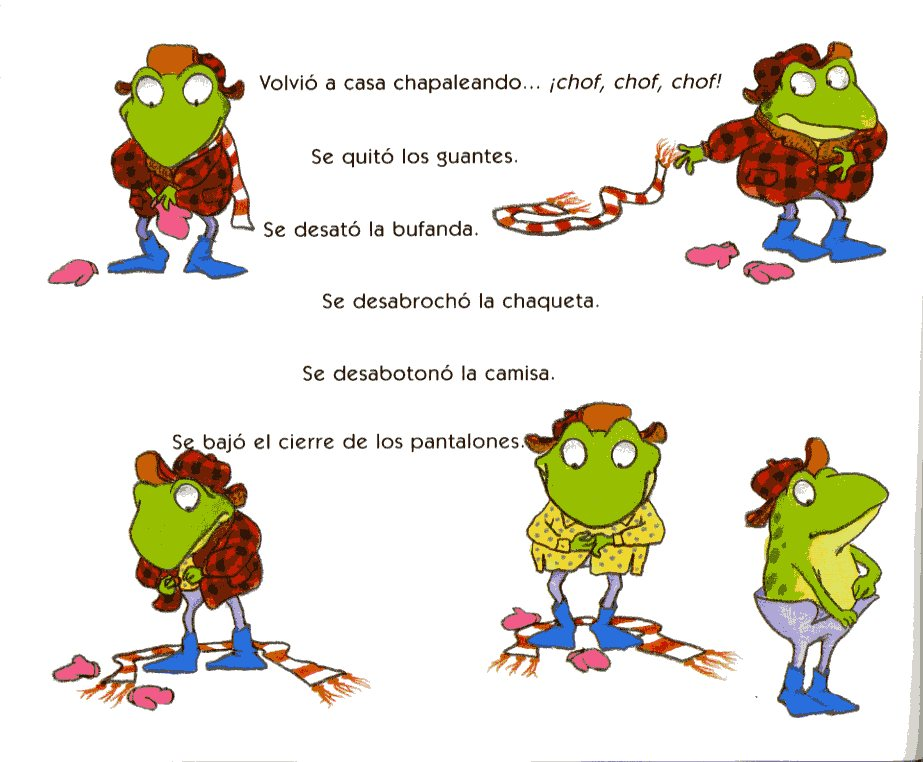 Volvió a casa chapaleando... ¡chof, chof, chof!
Se quitó los guantes.
Se desató la bufanda.
Se desabrochó la chaqueta.
Se desabotonó la camisa.
Se bajó el cierre de los pantalones.